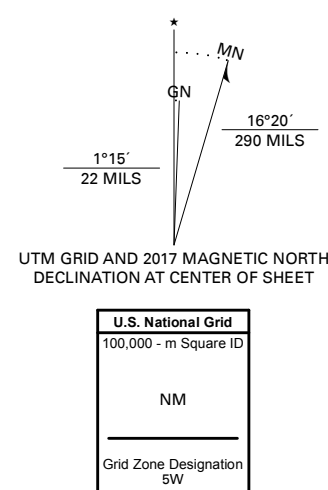 ★
MN
GN
16°20´
290 MILS
1°15´
22 MILS
UTM GRID AND 2017 MAGNETIC NORTH
DECLINATION AT CENTER OF SHEET
U.S. National Grid
100,000 - m Square ID
NM
Grid Zone Designation
5W